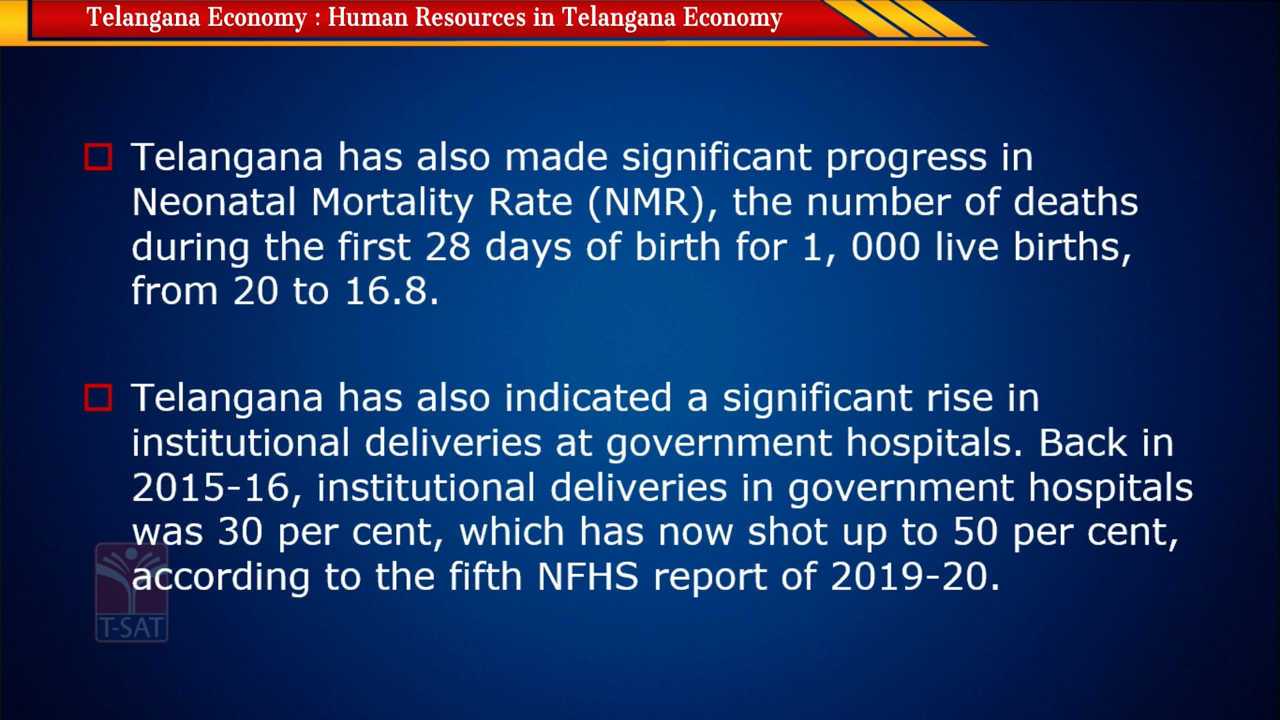 Telangana Economy : Human Resources in Telangana Economy
Telangana has also made significant progress in
Neonatal Mortality Rate (NMR), the number of deaths
during the first 28 days of birth for 1, 000 live births,
from 20 to 16.8.
Telangana has also indicated a significant rise in
institutional deliveries at government hospitals. Back in
2015-16, institutional deliveries in government hospitals
was 30 per cent, which has now shot up to 50 per cent,
according to the fifth NFHS report of 2019-20.
T-SAT